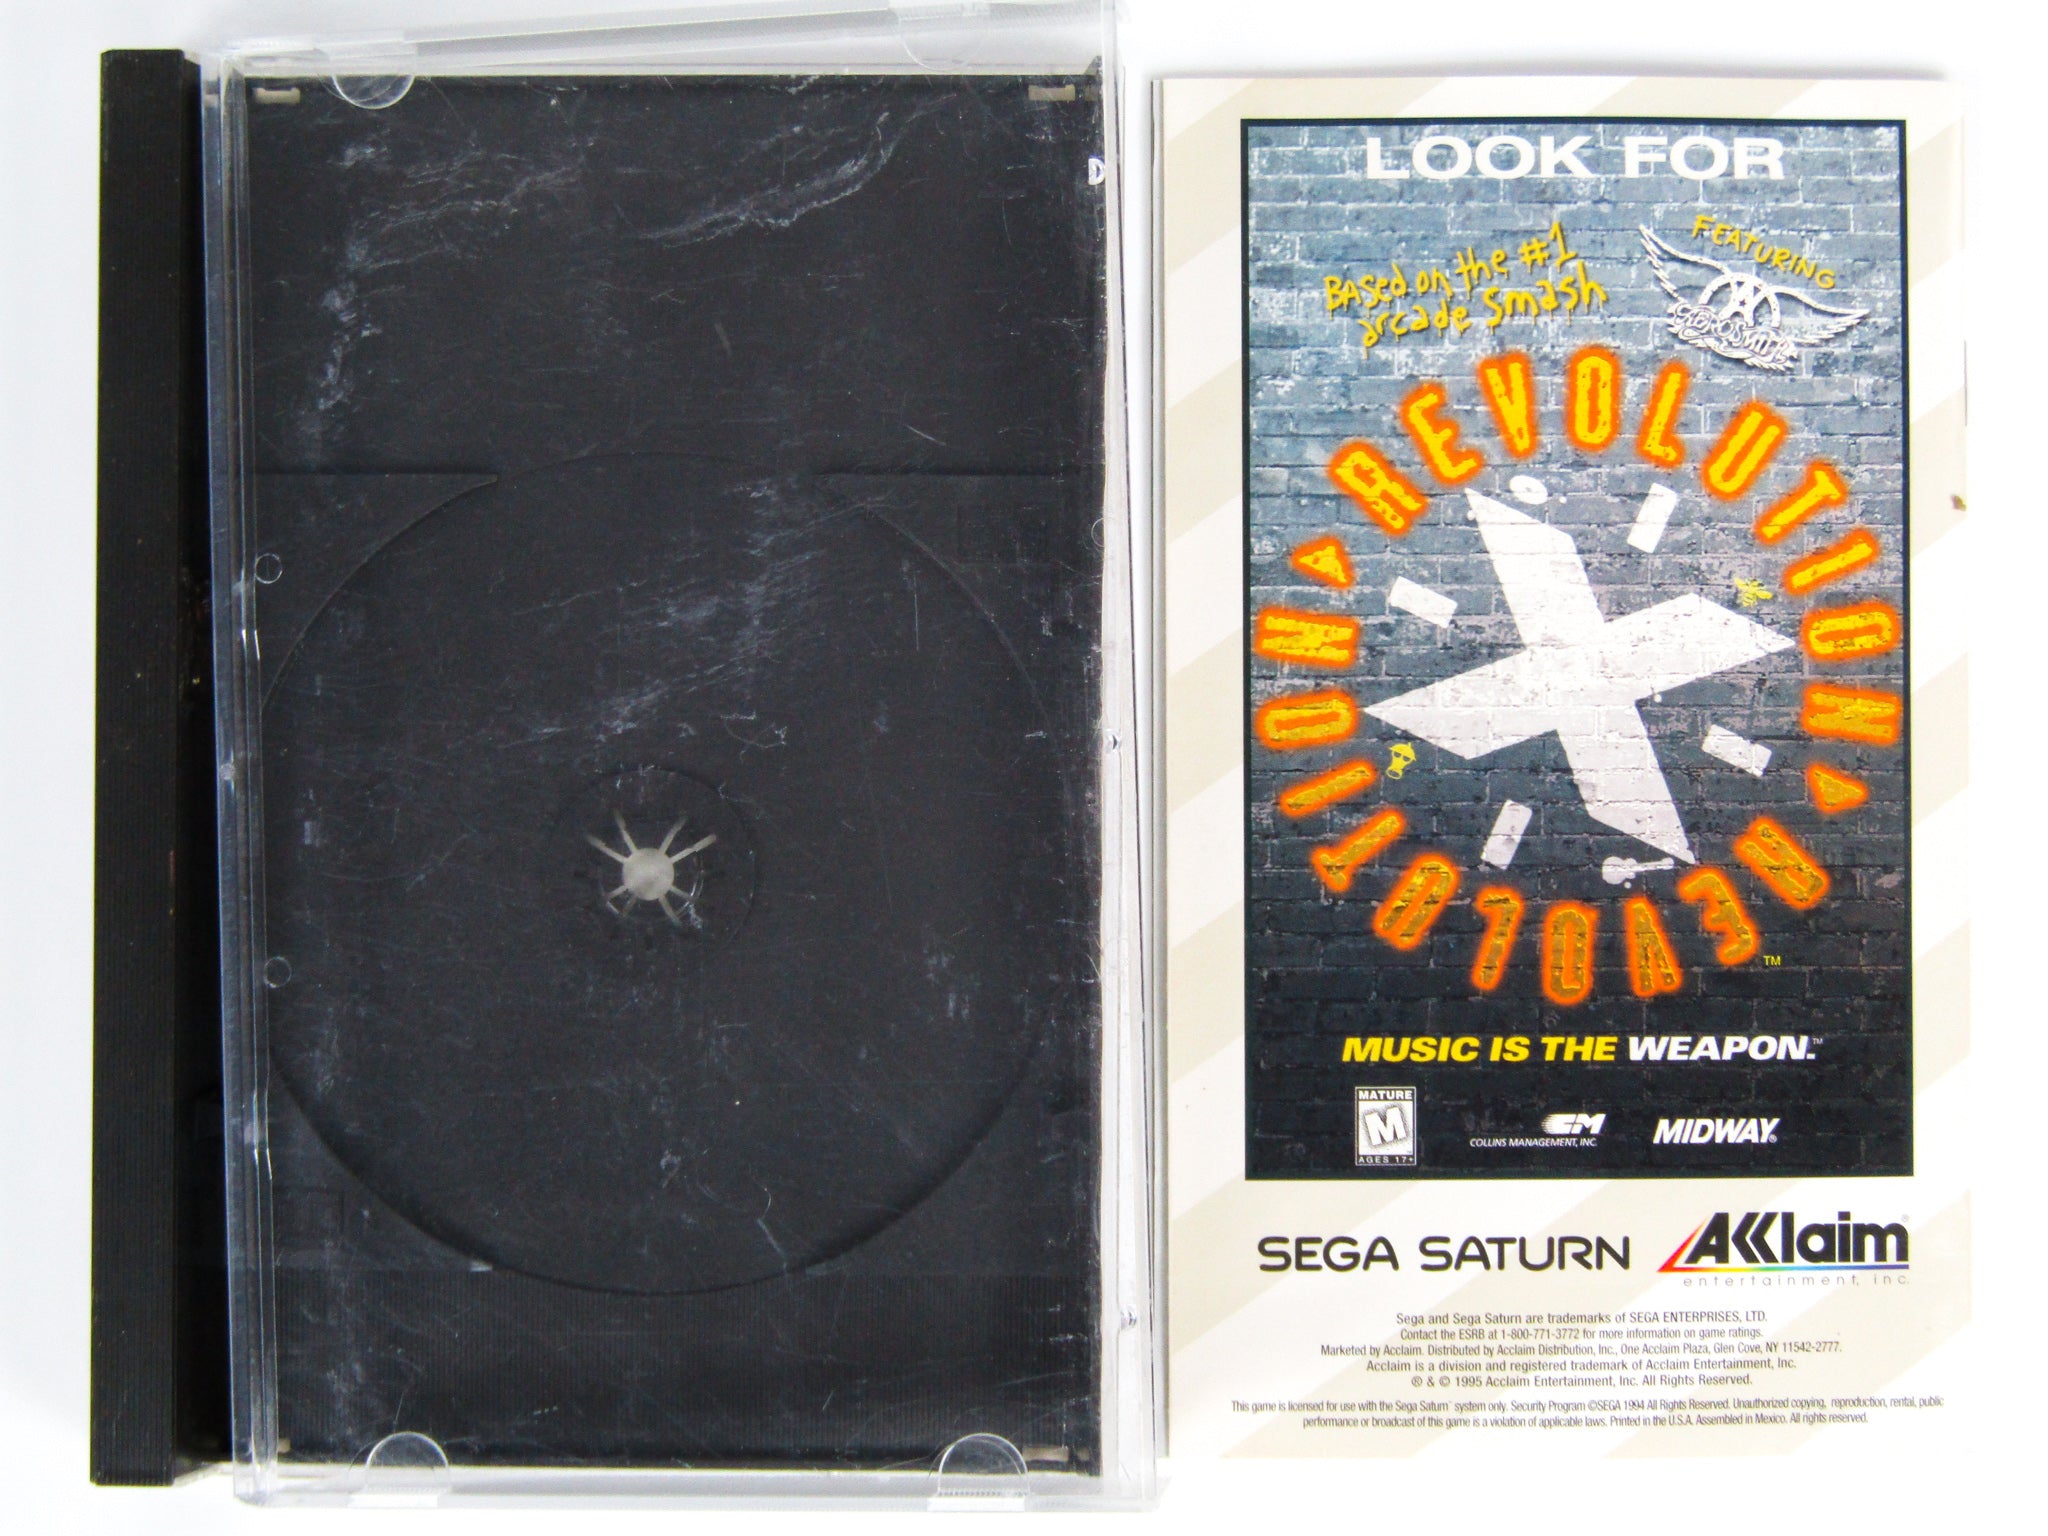 D
LOOK FOR
BASed on the #1
arcade smash
FEATURING
AEROSMITH
REVOLUTION
X
REVOLUTION
™
MUSIC IS THE WEAPON.™
MATURE
M
AGES 17+
CM
COLLINS MANAGEMENT, INC.
MIDWAY®
SEGA SATURN
AKKlaim®
entertainment, inc.
Sega and Sega Saturn are trademarks of SEGA ENTERPRISES, LTD.
Contact the ESRB at 1-800-771-3772 for more information on game ratings.
Marketed by Acclaim. Distributed by Acclaim Distribution, Inc., One Acclaim Plaza, Glen Cove, NY 11542-2777.
Acclaim is a division and registered trademark of Acclaim Entertainment, Inc.
® & © 1995 Acclaim Entertainment, Inc. All Rights Reserved.
This game is licensed for use with the Sega Saturn™ system only. Security Program ©SEGA 1994 All Rights Reserved. Unauthorized copying, reproduction, rental, public
performance or broadcast of this game is a violation of applicable laws. Printed in the U.S.A. Assembled in Mexico. All rights reserved.